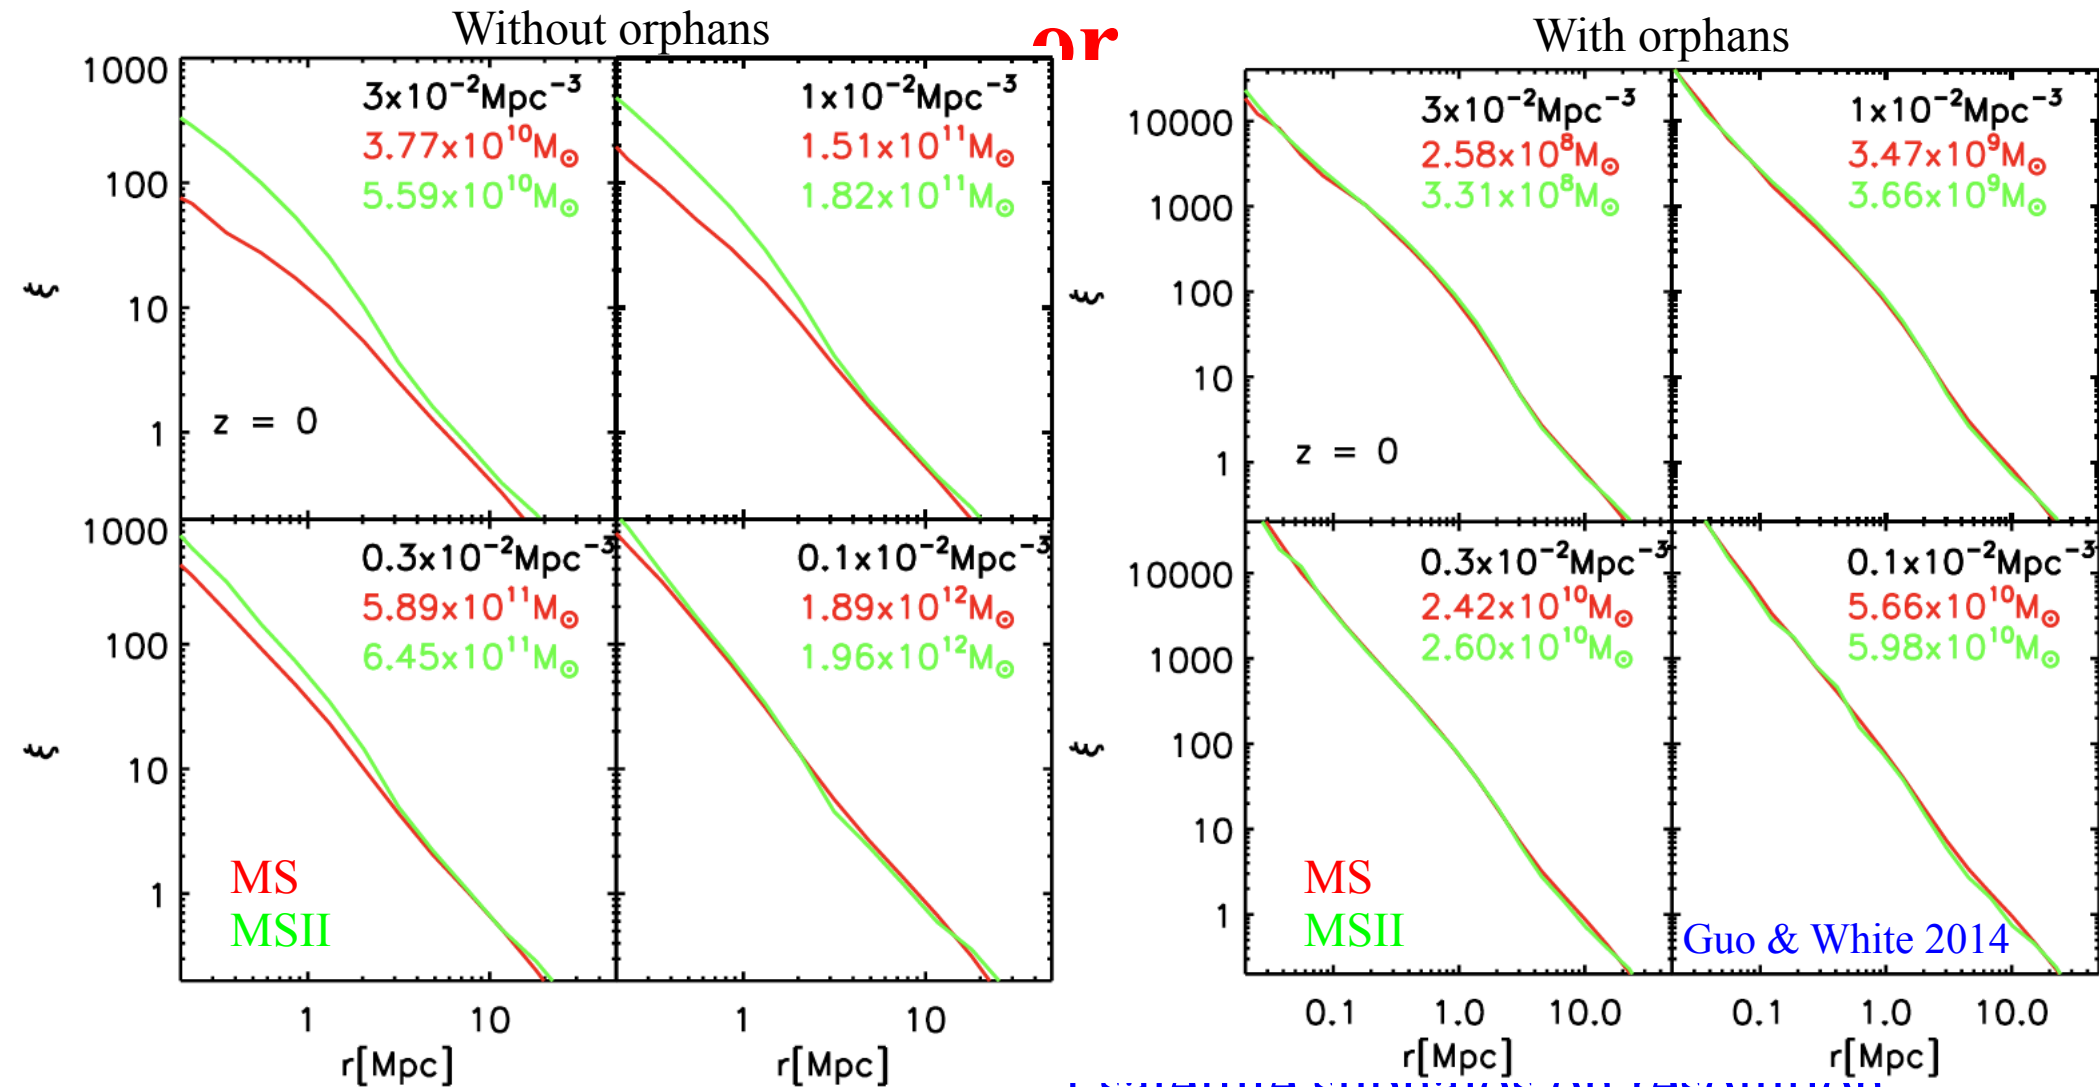 Without orphans
or
With orphans
1000
100
10
1
ξ
3x10⁻²Mpc⁻³
3.77x10¹⁰M⊙
5.59x10¹⁰M⊙
z = 0
1x10⁻²Mpc⁻³
1.51x10¹¹M⊙
1.82x10¹¹M⊙
1000
100
10
1
ξ
0.3x10⁻²Mpc⁻³
5.89x10¹¹M⊙
6.45x10¹¹M⊙
MS
MSII
0.1x10⁻²Mpc⁻³
1.89x10¹²M⊙
1.96x10¹²M⊙
1 10
1 10
r[Mpc]
r[Mpc]
10000
1000
100
10
1
ξ
3x10⁻²Mpc⁻³
2.58x10⁸M⊙
3.31x10⁸M⊙
z = 0
1x10⁻²Mpc⁻³
3.47x10⁹M⊙
3.66x10⁹M⊙
10000
1000
100
10
1
ξ
0.3x10⁻²Mpc⁻³
2.42x10¹⁰M⊙
2.60x10¹⁰M⊙
MS
MSII
0.1x10⁻²Mpc⁻³
5.66x10¹⁰M⊙
5.98x10¹⁰M⊙
Guo & White 2014
0.1 1.0 10.0
0.1 1.0 10.0
r[Mpc]
r[Mpc]